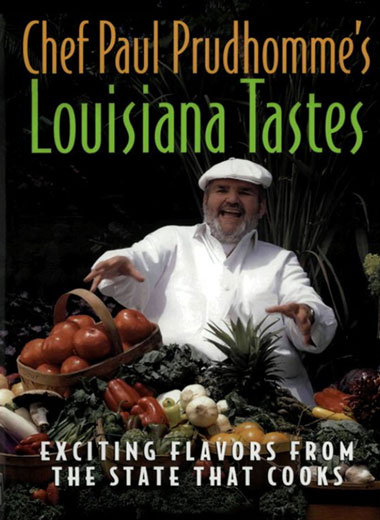 Chef Paul Prudhomme's
Louisiana Tastes
EXCITING FLAVORS FROM
THE STATE THAT COOKS